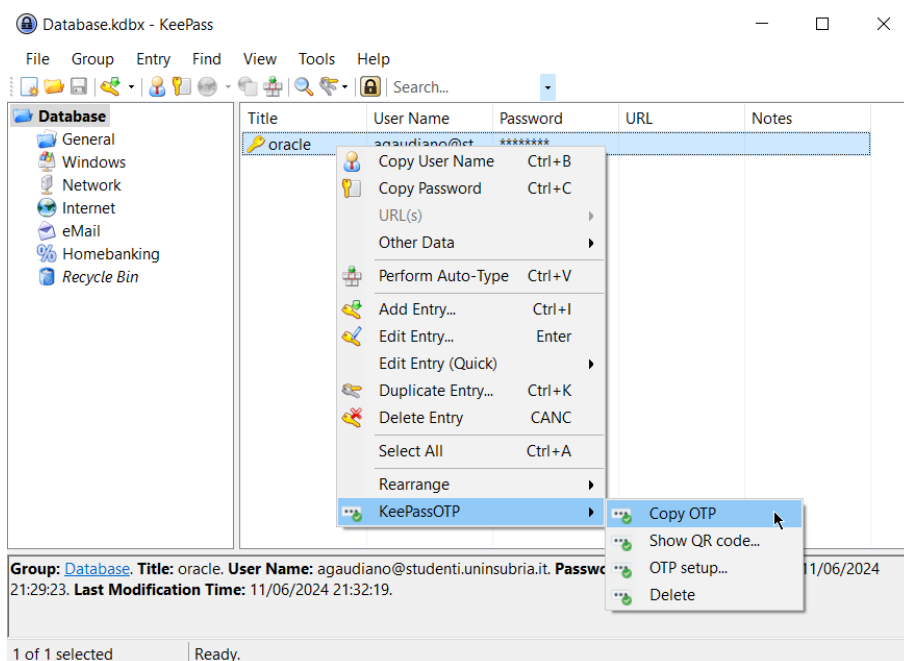 Database.kdbx - KeePass
File Group Entry Find View Tools Help
Search...
Database
General
Windows
Network
Internet
eMail
Homebanking
Recycle Bin
Title User Name Password URL Notes
oracle agaudiano@st... ********
Copy User Name Ctrl+B
Copy Password Ctrl+C
URL(s)
Other Data
Perform Auto-Type Ctrl+V
Add Entry... Ctrl+I
Edit Entry... Enter
Edit Entry (Quick)
Duplicate Entry... Ctrl+K
Delete Entry CANC
Select All Ctrl+A
Rearrange
KeePassOTP
Copy OTP
Show QR code...
OTP setup...
Delete
Group: Database. Title: oracle. User Name: agaudiano@studenti.uninsubria.it. 11/06/2024
21:29:23. Last Modification Time: 11/06/2024 21:32:19.
1 of 1 selected Ready.